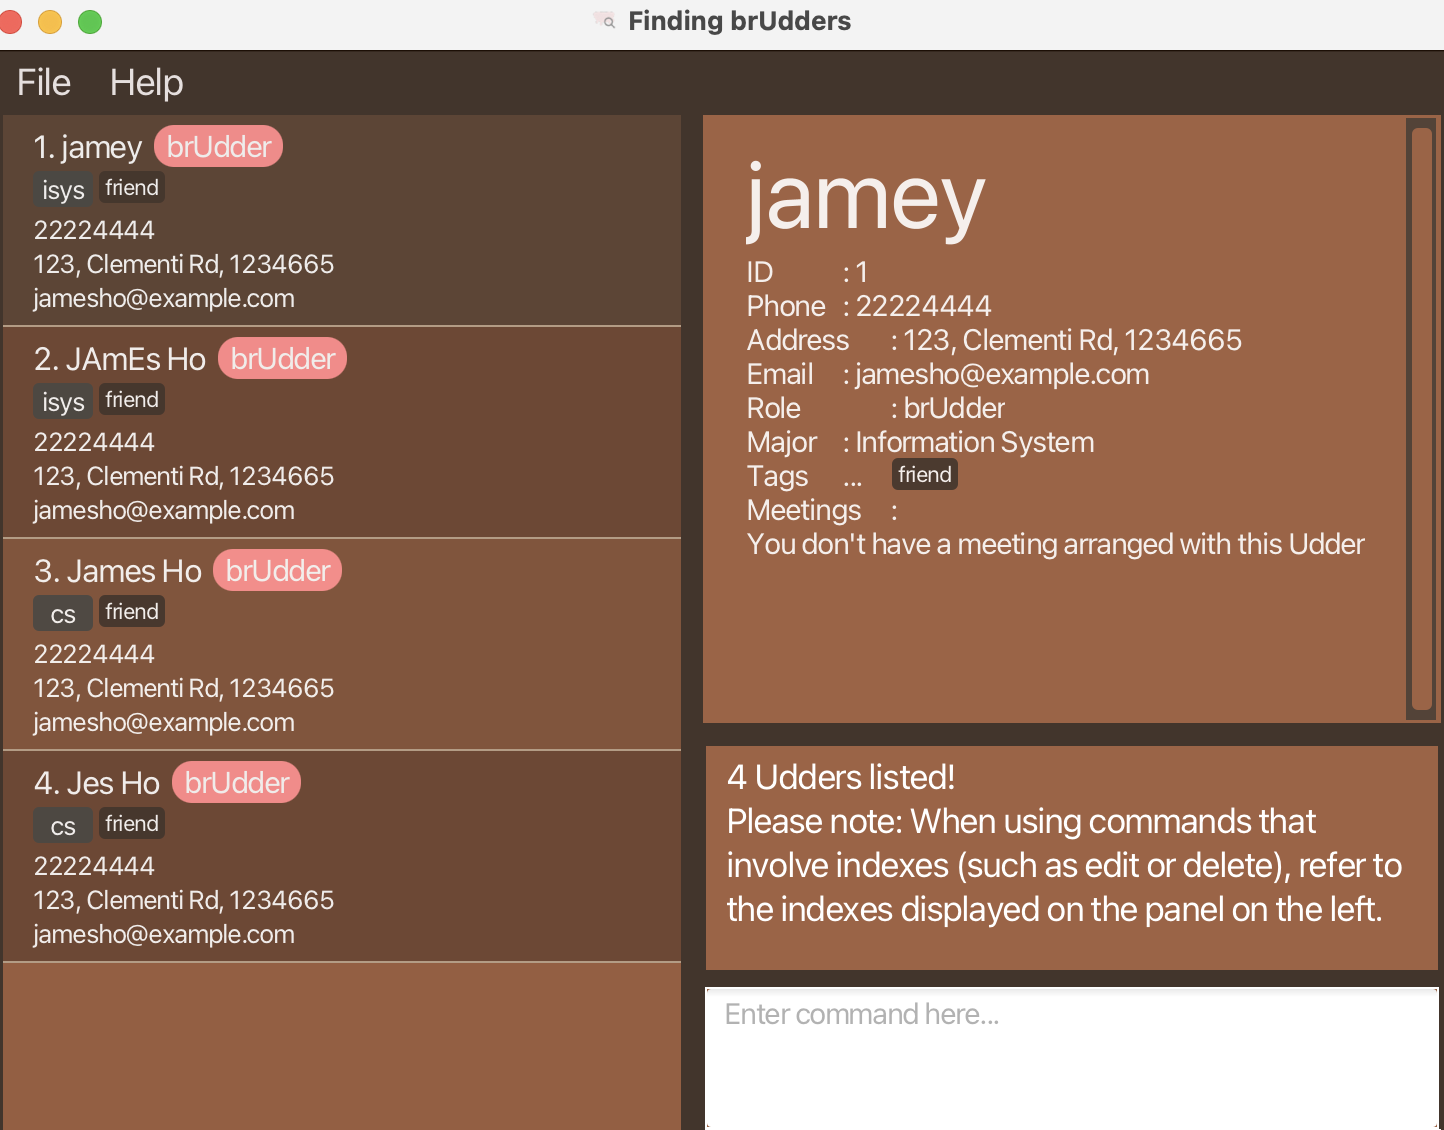 Finding brUdders
File Help
1. jamey brUdder
isys friend
22224444
123, Clementi Rd, 1234665
jamesho@example.com
2. JAmEs Ho brUdder
isys friend
22224444
123, Clementi Rd, 1234665
jamesho@example.com
3. James Ho brUdder
cs friend
22224444
123, Clementi Rd, 1234665
jamesho@example.com
4. Jes Ho brUdder
cs friend
22224444
123, Clementi Rd, 1234665
jamesho@example.com
jamey
ID : 1
Phone : 22224444
Address : 123, Clementi Rd, 1234665
Email : jamesho@example.com
Role : brUdder
Major : Information System
Tags ... friend
Meetings :
You don't have a meeting arranged with this Udder
4 Udders listed!
Please note: When using commands that
involve indexes (such as edit or delete), refer to
the indexes displayed on the panel on the left.
Enter command here...